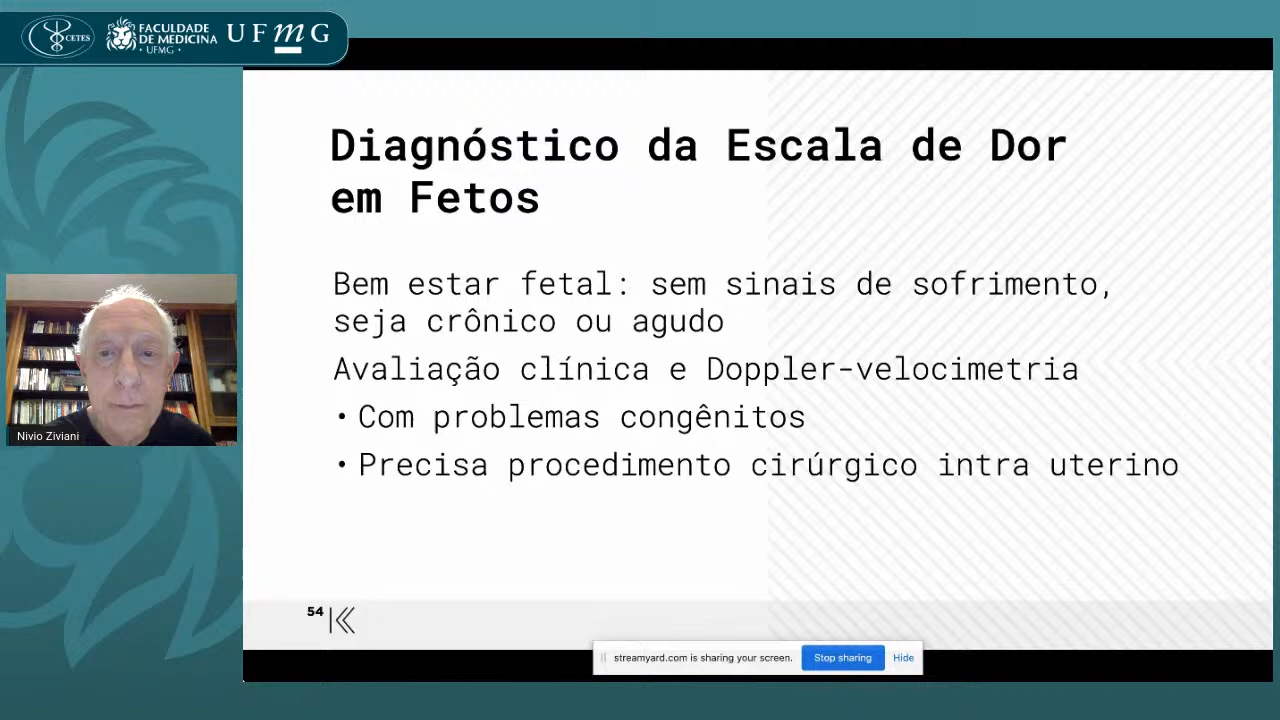 CETES
FACULDADE
DE MEDICINA
· UFMG ·
UFmG
Diagnóstico da Escala de Dor
em Fetos
Bem estar fetal: sem sinais de sofrimento,
seja crônico ou agudo
Avaliação clínica e Doppler-velocimetria
• Com problemas congênitos
• Precisa procedimento cirúrgico intra uterino
Nivio Ziviani
54
streamyard.com is sharing your screen. Stop sharing Hide